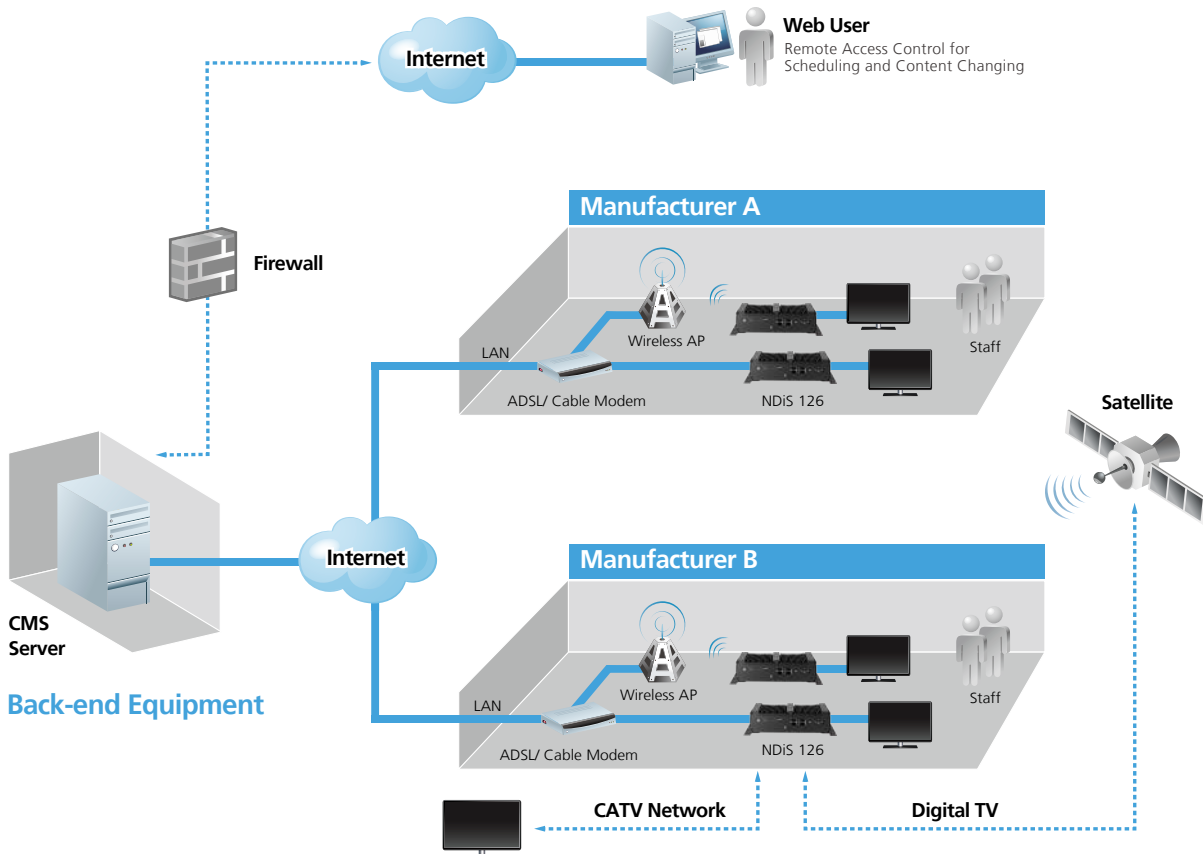 Web User
Remote Access Control for
Scheduling and Content Changing
Internet
Firewall
Manufacturer A
Wireless AP
LAN
ADSL/ Cable Modem
NDiS 126
Staff
Satellite
CMS
Server
Internet
Back-end Equipment
Manufacturer B
Wireless AP
LAN
ADSL/ Cable Modem
NDiS 126
Staff
CATV Network
Digital TV